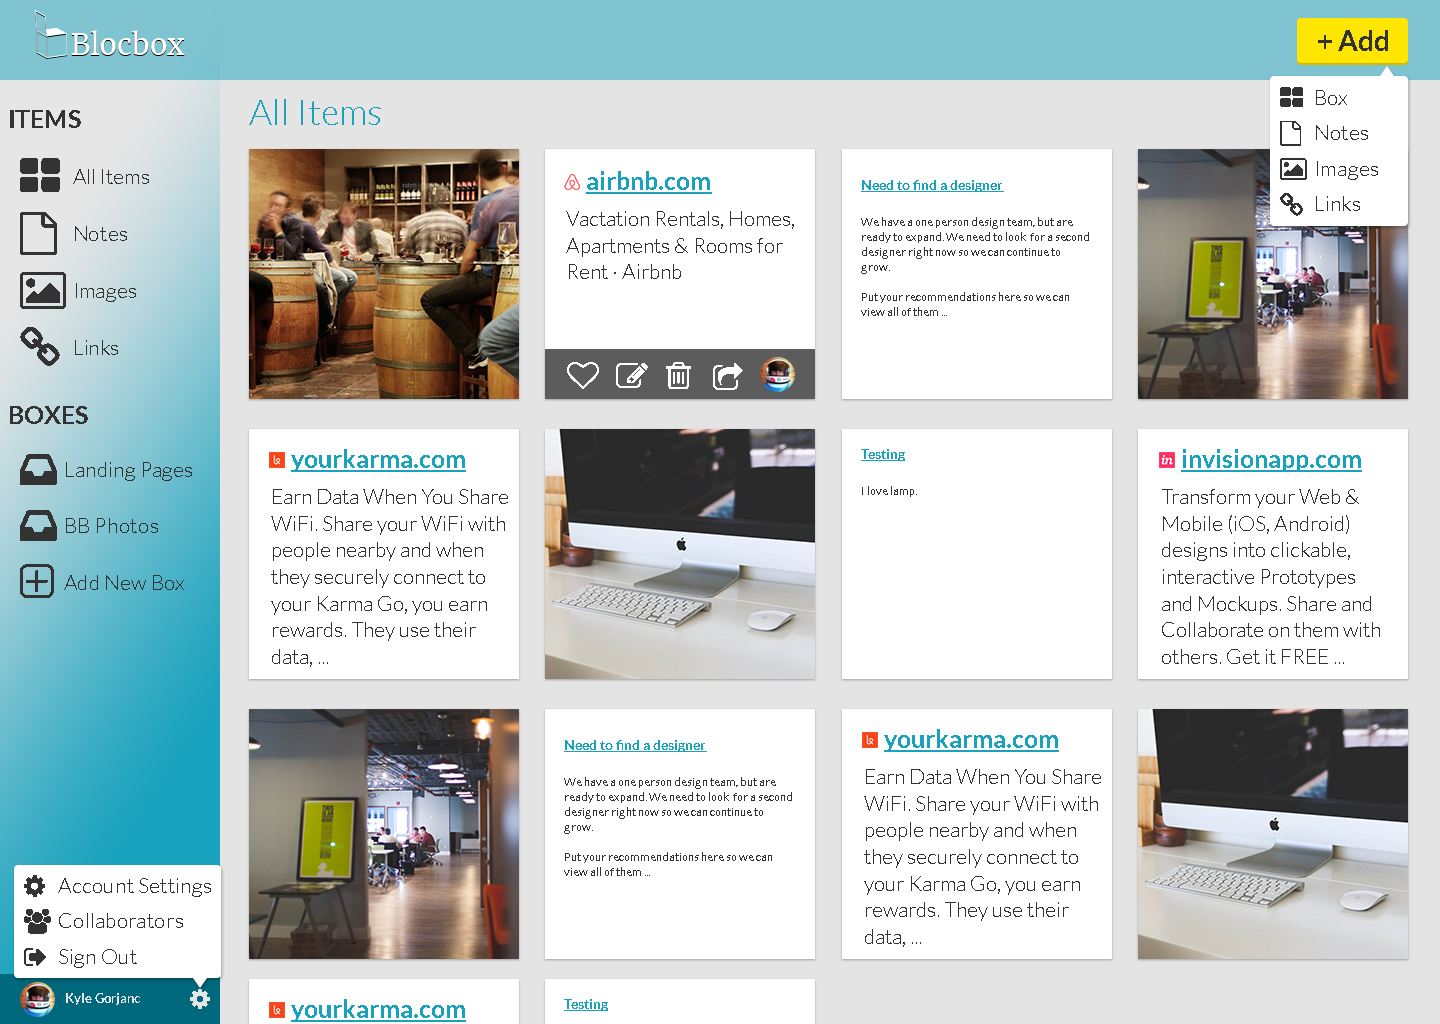 Blocbox
+ Add
Box
Notes
Images
Links
ITEMS
All Items
Notes
Images
Links
BOXES
Landing Pages
BB Photos
Add New Box
Account Settings
Collaborators
Sign Out
Kyle Gorjanc
All Items
airbnb.com
Vactation Rentals, Homes,
Apartments & Rooms for
Rent · Airbnb
Need to find a designer
We have a one person design team, but are
ready to expand. We need to look for a second
designer right now so we can continue to
grow.
Put your recommendations here so we can
view all of them ...
yourkarma.com
Earn Data When You Share
WiFi. Share your WiFi with
people nearby and when
they securely connect to
your Karma Go, you earn
rewards. They use their
data, ...
Testing
I love lamp.
in
invisionapp.com
Transform your Web &
Mobile (iOS, Android)
designs into clickable,
interactive Prototypes
and Mockups. Share and
Collaborate on them with
others. Get it FREE ...
Need to find a designer
We have a one person design team, but are
ready to expand. We need to look for a second
designer right now so we can continue to
grow.
Put your recommendations here so we can
view all of them ...
yourkarma.com
Earn Data When You Share
WiFi. Share your WiFi with
people nearby and when
they securely connect to
your Karma Go, you earn
rewards. They use their
data, ...
yourkarma.com
Testing